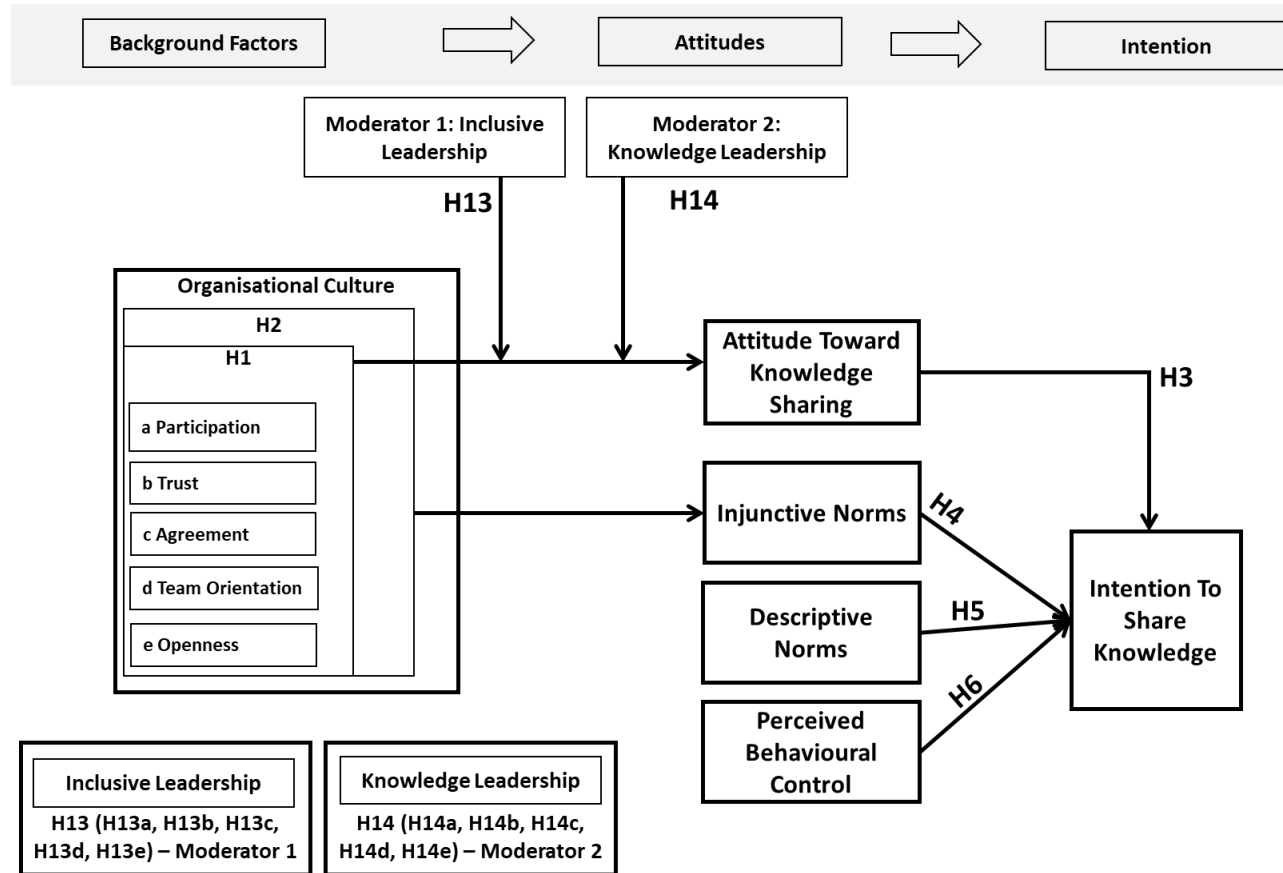 Background Factors
Attitudes
Intention
Moderator 1: Inclusive
Leadership
Moderator 2:
Knowledge Leadership
H13
H14
Organisational Culture
H2
H1
a Participation
b Trust
c Agreement
d Team Orientation
e Openness
Attitude Toward
Knowledge
Sharing
H3
Injunctive Norms
H4
Descriptive
Norms
H5
Perceived
Behavioural
Control
H6
Intention To
Share
Knowledge
Inclusive Leadership
H13 (H13a, H13b, H13c,
H13d, H13e) – Moderator 1
Knowledge Leadership
H14 (H14a, H14b, H14c,
H14d, H14e) – Moderator 2